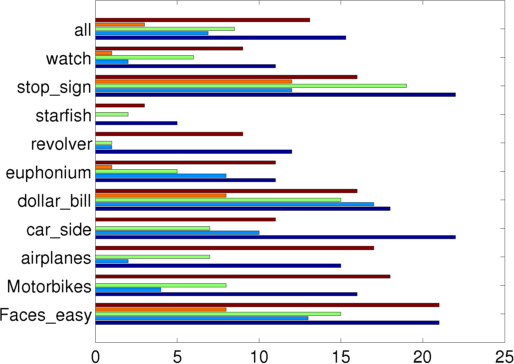 all
watch
stop_sign
starfish
revolver
euphonium
dollar_bill
car_side
airplanes
Motorbikes
Faces_easy
0 5 10 15 20 25